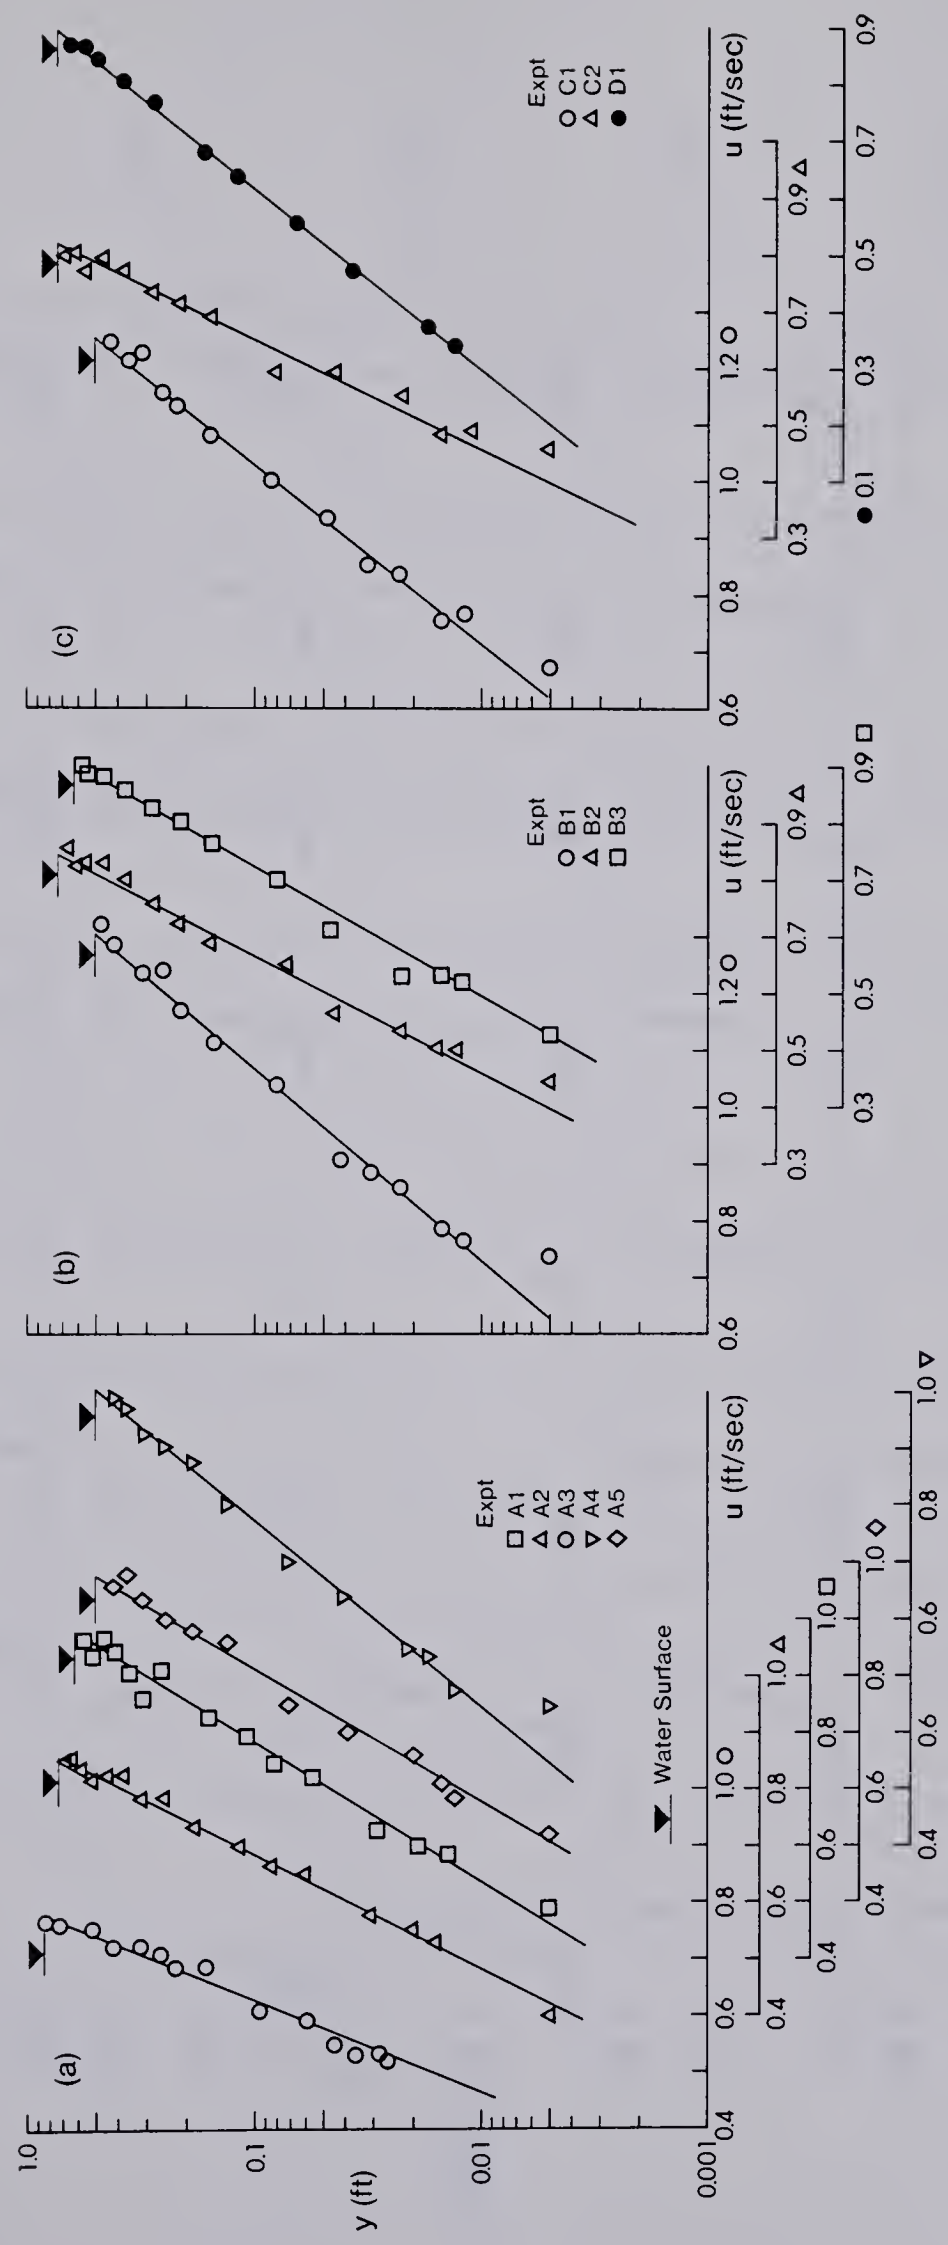 (a)
y (ft)
1.0
0.1
0.01
0.001
Expt
□ A1
△ A2
○ A3
▽ A4
◇ A5
Water Surface
u (ft/sec)
0.4 0.6 0.8 1.0 ○
0.4 0.6 0.8 1.0 △
0.4 0.6 0.8 1.0 □
0.4 0.6 0.8 1.0 ◇
0.4 0.6 0.6 0.8 1.0 ▽
(b)
Expt
○ B1
△ B2
□ B3
u (ft/sec)
0.6 0.8 1.0 1.2 ○
0.3 0.5 0.7 0.9 △
0.3 0.5 0.7 0.9 □
(c)
Expt
○ C1
△ C2
● D1
u (ft/sec)
0.6 0.8 1.0 1.2 ○
0.3 0.5 0.7 0.9 △
● 0.1 0.3 0.5 0.7 0.9